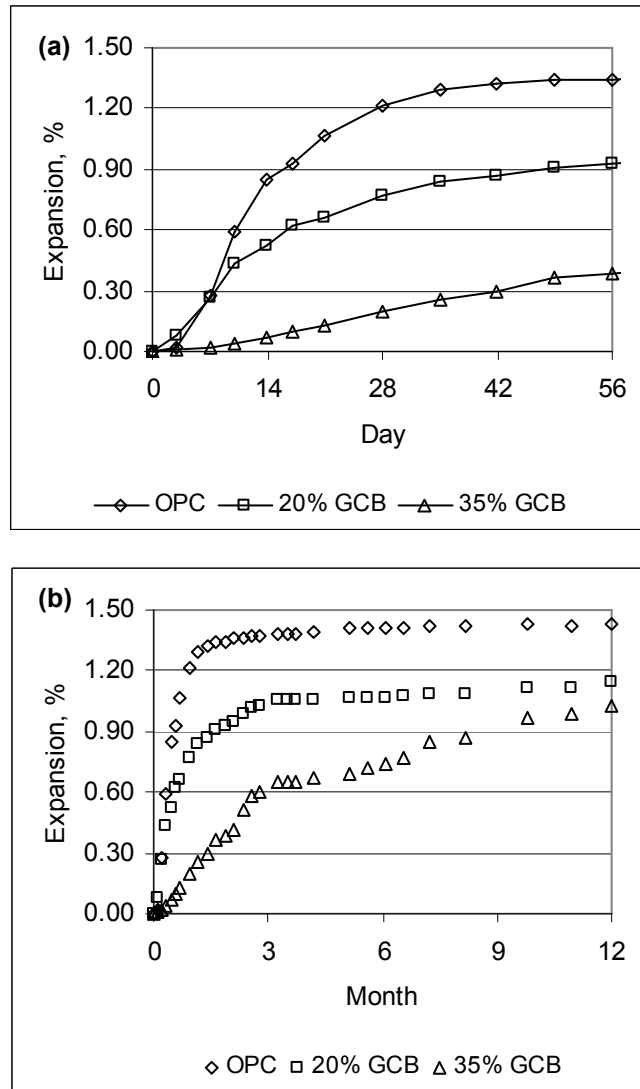 (a)
Expansion, %
1.50
1.20
0.90
0.60
0.30
0.00
0 14 28 42 56
Day
OPC 20% GCB 35% GCB
(b)
Expansion, %
1.50
1.20
0.90
0.60
0.30
0.00
0 3 6 9 12
Month
OPC 20% GCB 35% GCB